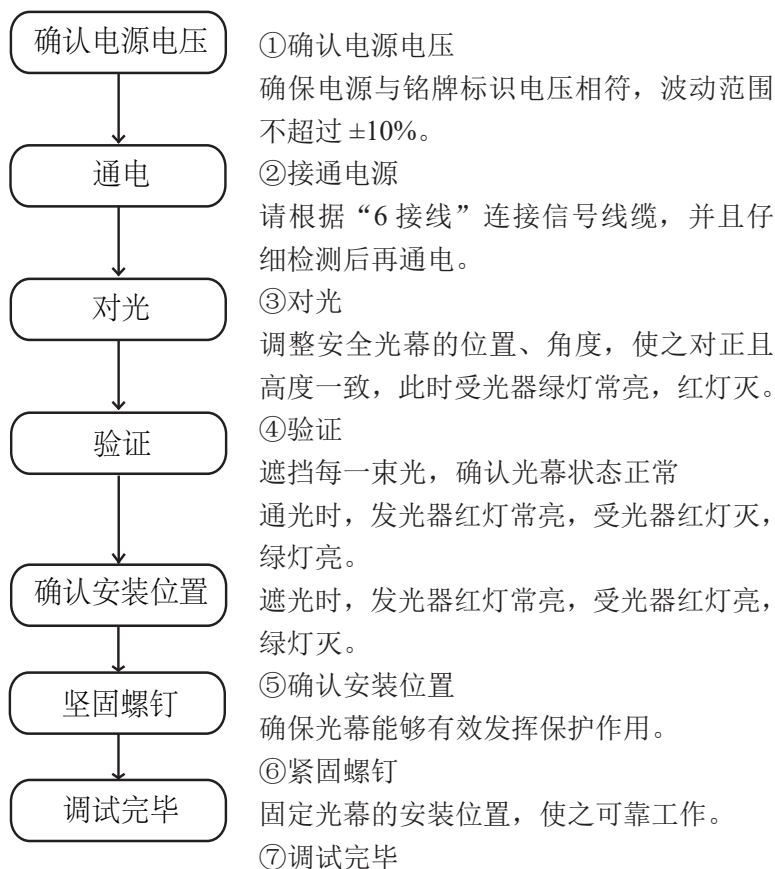 确认电源电压
通电
对光
验证
确认安装位置
坚固螺钉
调试完毕
①确认电源电压
确保电源与铭牌标识电压相符，波动范围
不超过 ±10%。
②接通电源
请根据“6 接线”连接信号线缆，并且仔
细检测后再通电。
③对光
调整安全光幕的位置、角度，使之对正且
高度一致，此时受光器绿灯常亮，红灯灭。
④验证
遮挡每一束光，确认光幕状态正常
通光时，发光器红灯常亮，受光器红灯灭，
绿灯亮。
遮光时，发光器红灯常亮，受光器红灯亮，
绿灯灭。
⑤确认安装位置
确保光幕能够有效发挥保护作用。
⑥紧固螺钉
固定光幕的安装位置，使之可靠工作。
⑦调试完毕